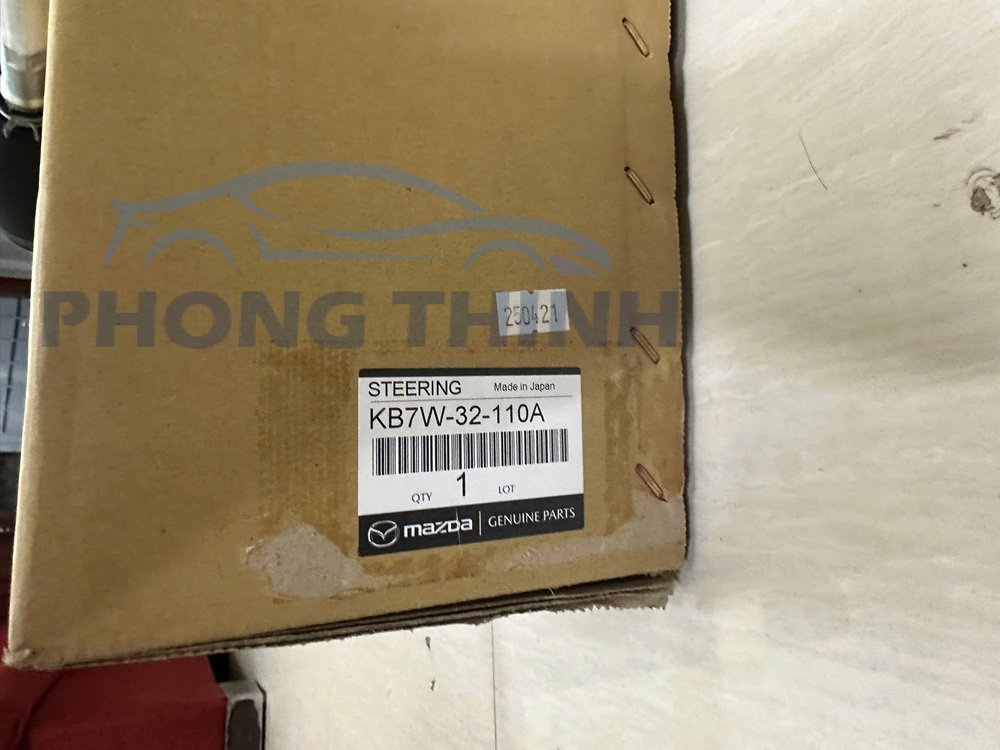 PHONG THINH
250421
STEERING Made in Japan
KB7W-32-110A
QTY 1 LOT
mazda GENUINE PARTS